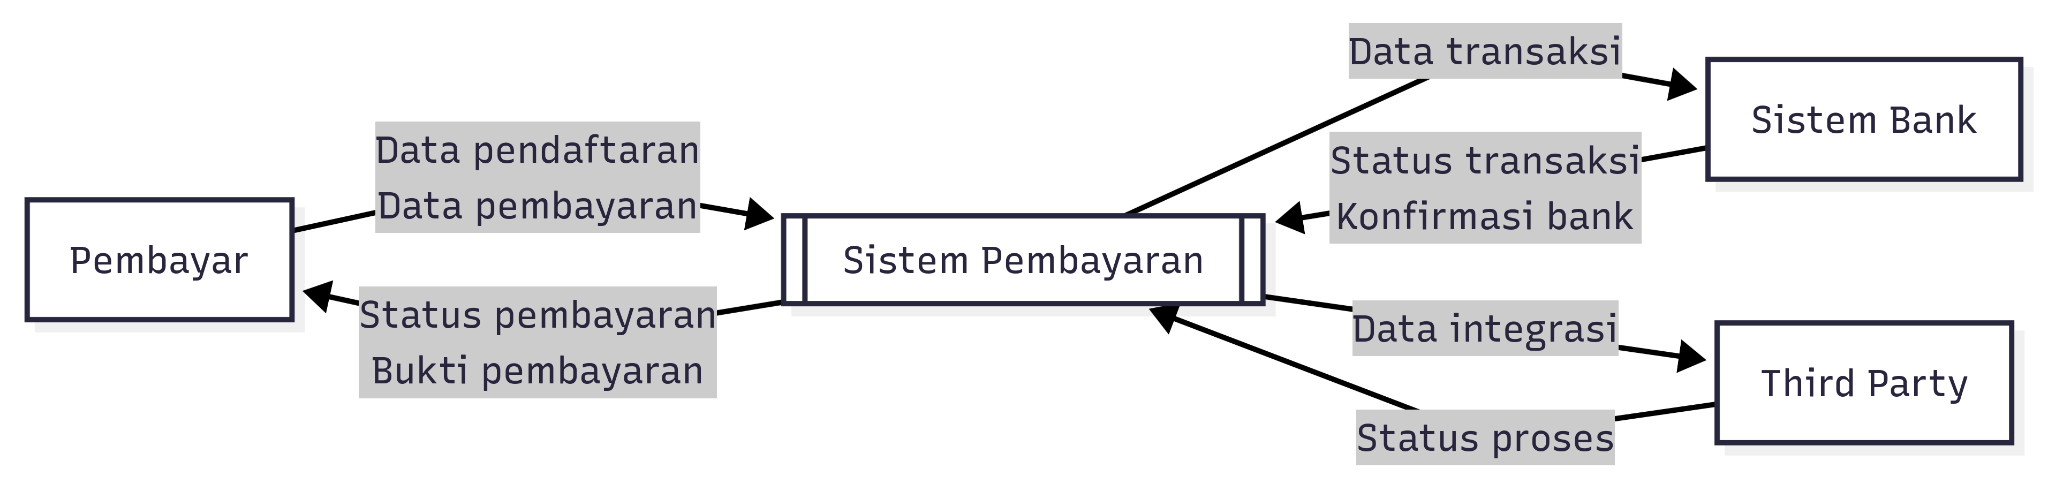 Data transaksi
Sistem Bank
Data pendaftaran
Data pembayaran
Status transaksi
Konfirmasi bank
Pembayar
Sistem Pembayaran
Status pembayaran
Bukti pembayaran
Data integrasi
Third Party
Status proses